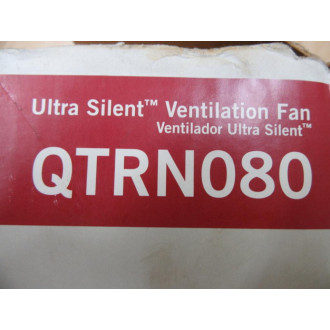 Ultra Silent™ Ventilation Fan
Ventilador Ultra Silent™
QTRN080